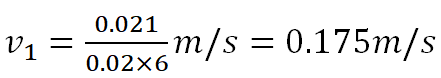 v₁ = 0.021/0.02×6 m/s = 0.175m/s